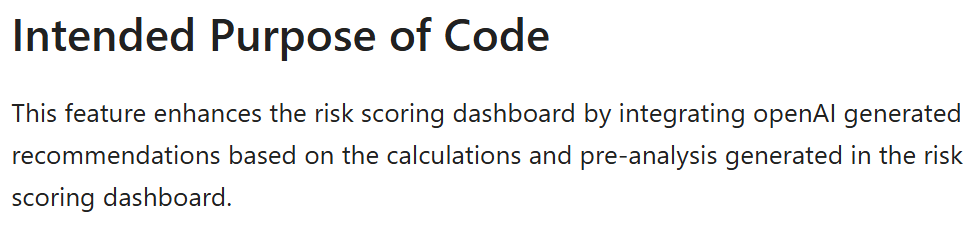 Intended Purpose of Code
This feature enhances the risk scoring dashboard by integrating openAI generated
recommendations based on the calculations and pre-analysis generated in the risk
scoring dashboard.